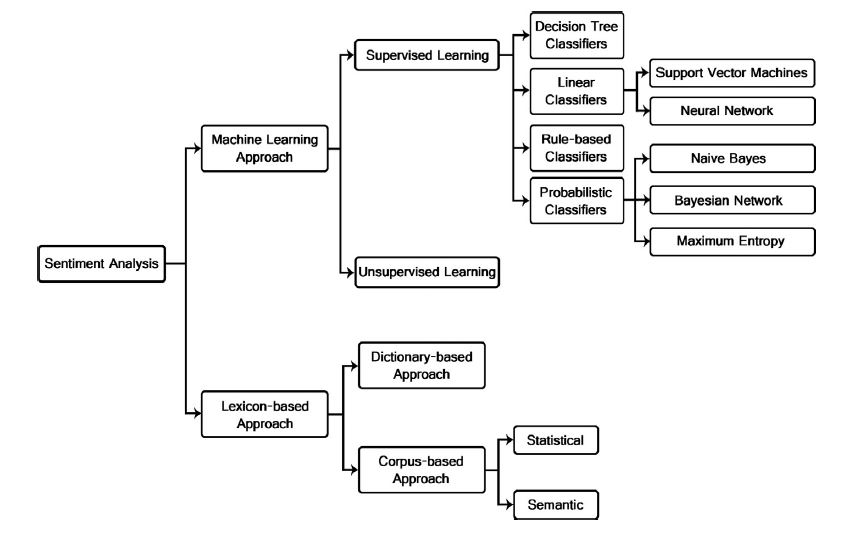 Decision Tree
Classifiers
Supervised Learning
Linear
Classifiers
Support Vector Machines
Neural Network
Machine Learning
Approach
Rule-based
Classifiers
Naive Bayes
Probabilistic
Classifiers
Bayesian Network
Maximum Entropy
Sentiment Analysis
Unsupervised Learning
Dictionary-based
Approach
Lexicon-based
Approach
Statistical
Corpus-based
Approach
Semantic